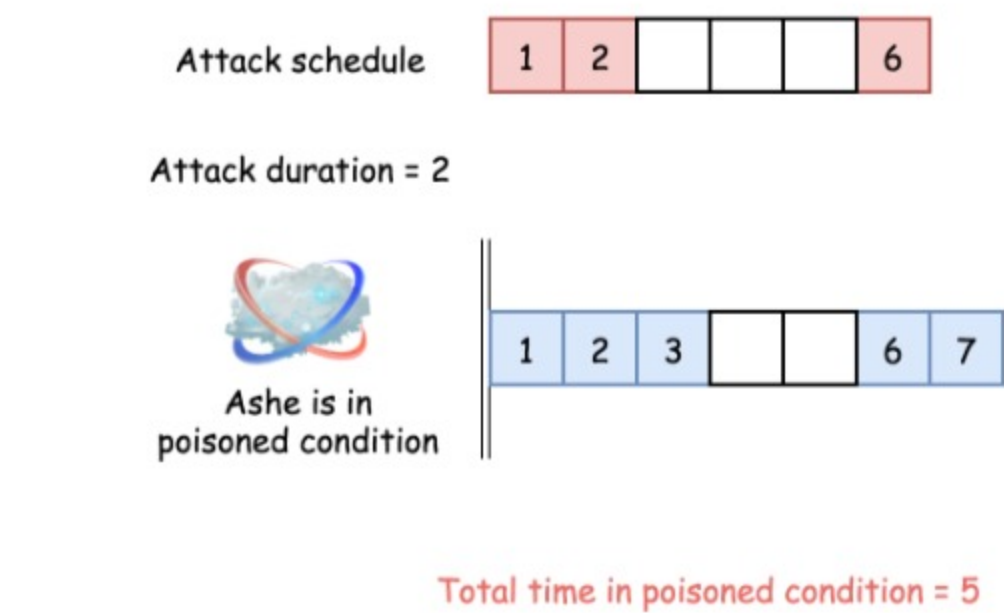 Attack schedule 1 2 6
Attack duration = 2
1 2 3 6 7
Ashe is in
poisoned condition
Total time in poisoned condition = 5